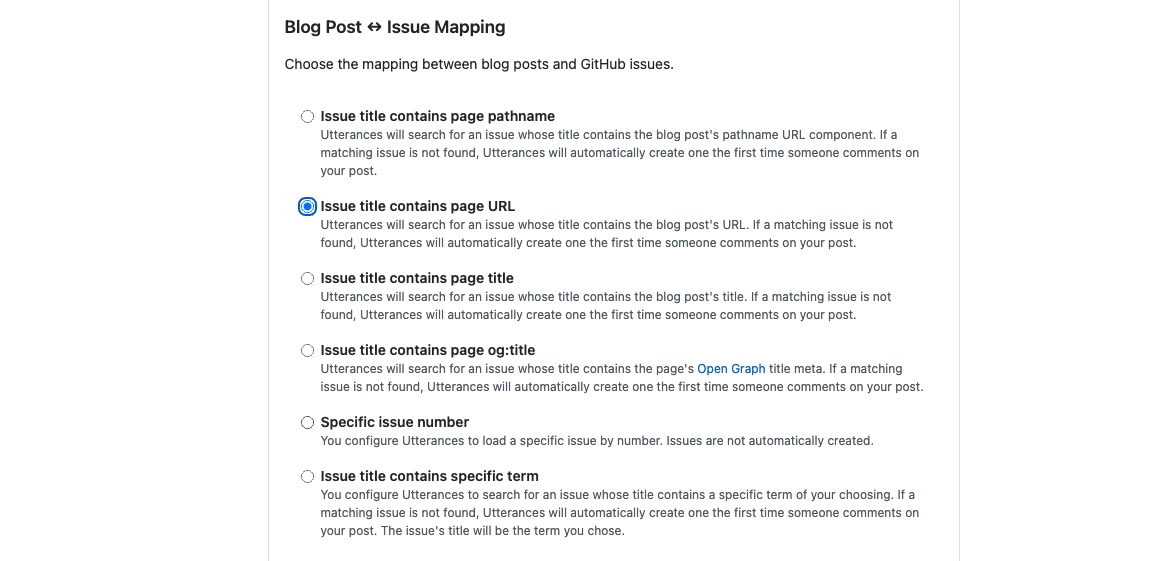 Blog Post ↔ Issue Mapping
Choose the mapping between blog posts and GitHub issues.
Issue title contains page pathname
Utterances will search for an issue whose title contains the blog post's pathname URL component. If a
matching issue is not found, Utterances will automatically create one the first time someone comments on
your post.
Issue title contains page URL
Utterances will search for an issue whose title contains the blog post's URL. If a matching issue is not
found, Utterances will automatically create one the first time someone comments on your post.
Issue title contains page title
Utterances will search for an issue whose title contains the blog post's title. If a matching issue is not
found, Utterances will automatically create one the first time someone comments on your post.
Issue title contains page og:title
Utterances will search for an issue whose title contains the page's Open Graph title meta. If a matching
issue is not found, Utterances will automatically create one the first time someone comments on your post.
Specific issue number
You configure Utterances to load a specific issue by number. Issues are not automatically created.
Issue title contains specific term
You configure Utterances to search for an issue whose title contains a specific term of your choosing. If a
matching issue is not found, Utterances will automatically create one the first time someone comments on
your post. The issue's title will be the term you chose.